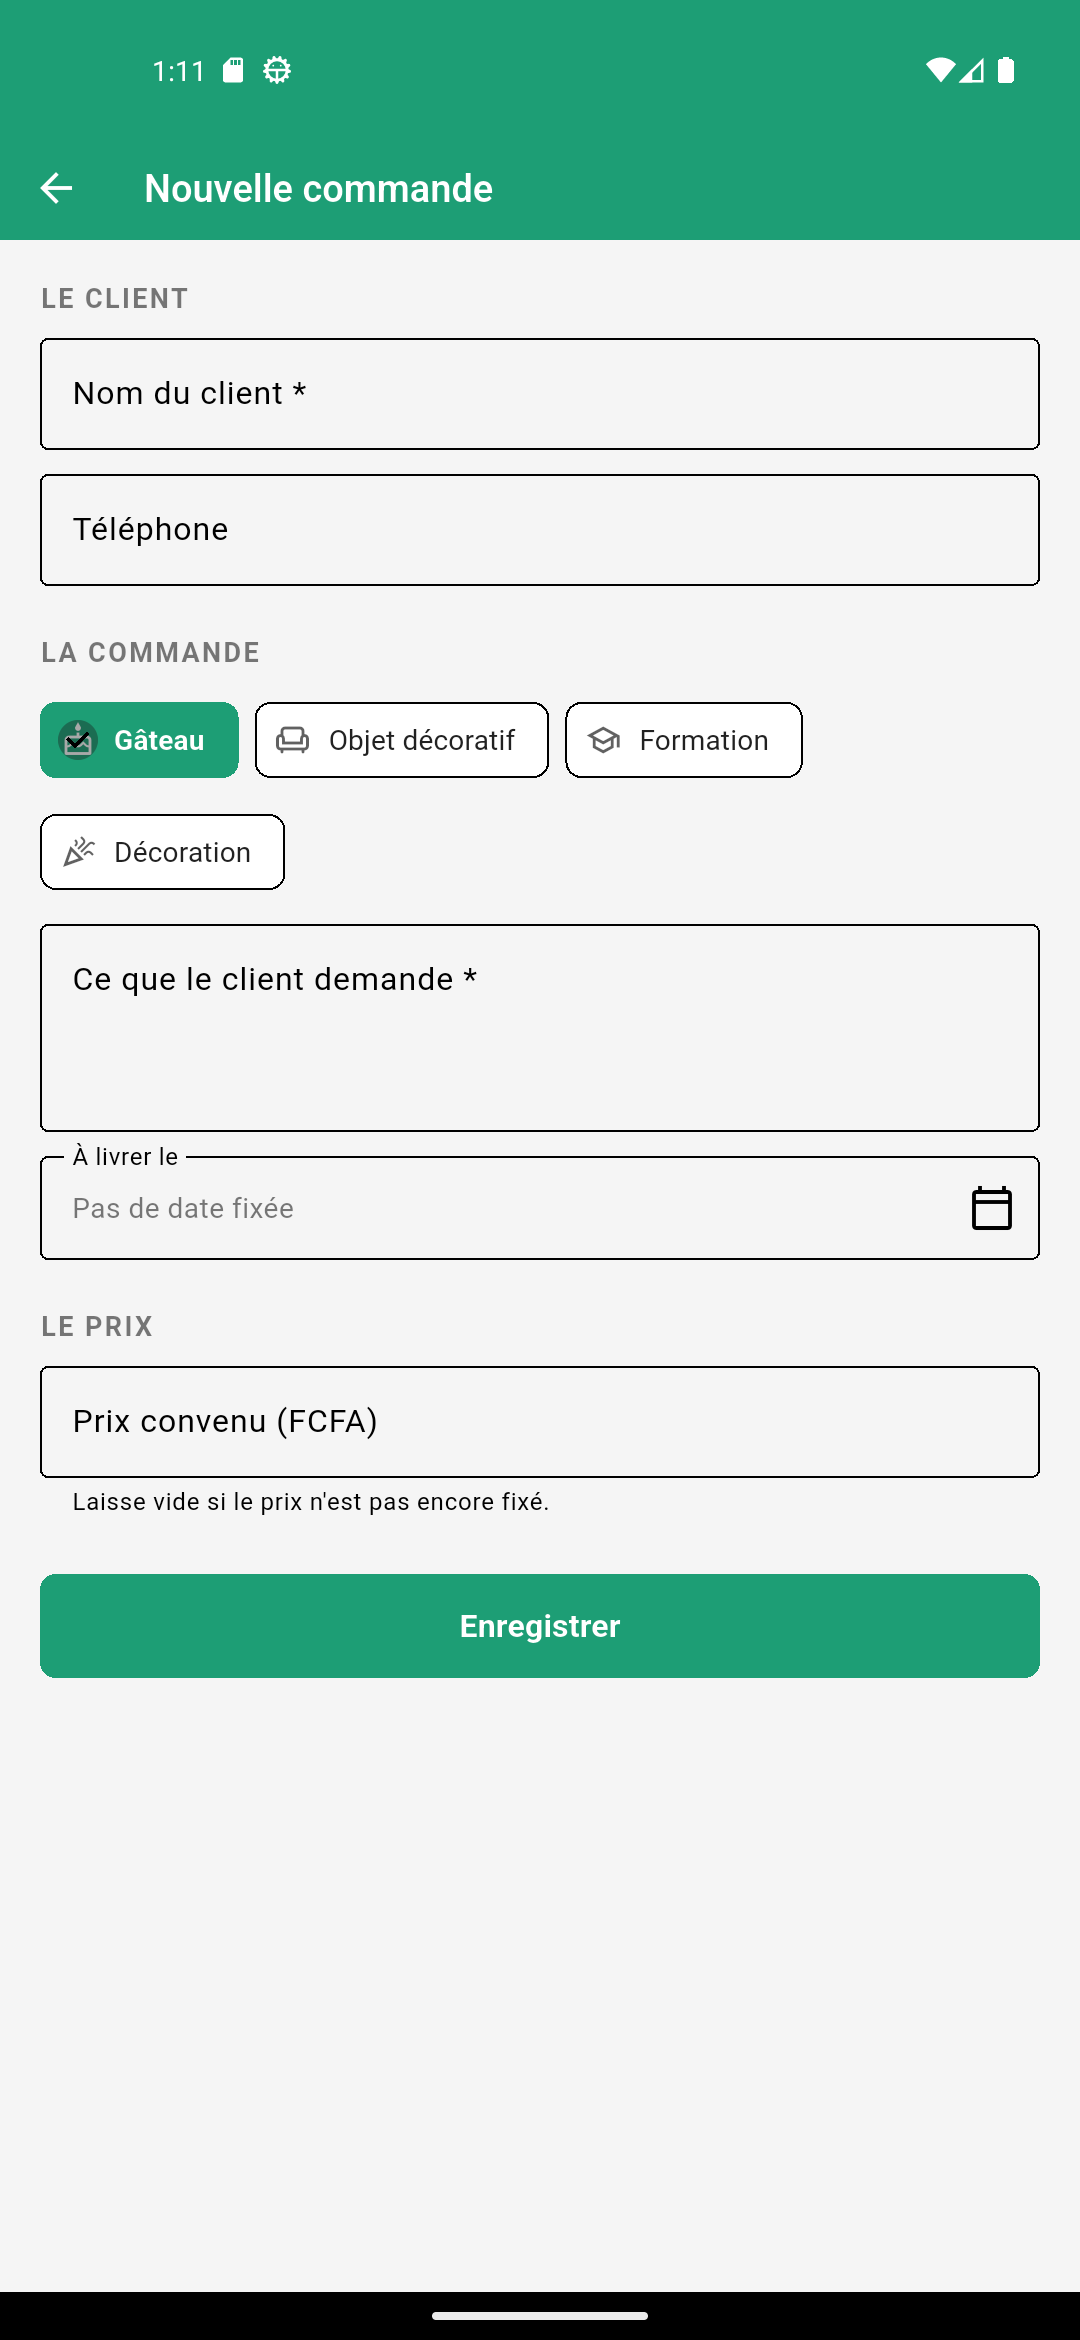 1:11
Nouvelle commande
LE CLIENT
Nom du client *
Téléphone
LA COMMANDE
Gâteau
Objet décoratif
Formation
Décoration
Ce que le client demande *
À livrer le
Pas de date fixée
LE PRIX
Prix convenu (FCFA)
Laisse vide si le prix n'est pas encore fixé.
Enregistrer